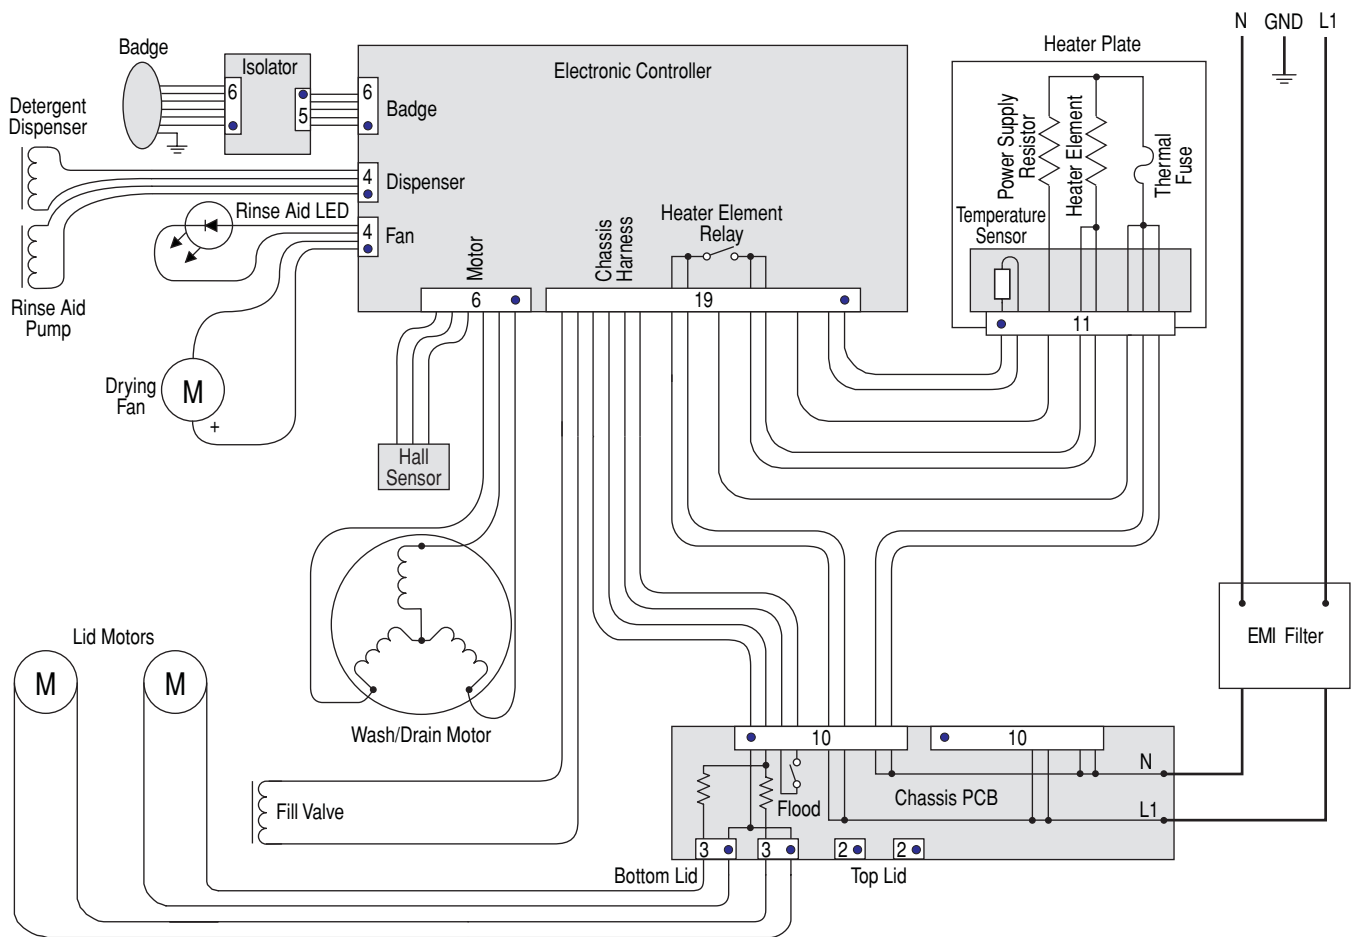 N GND L1
Badge
Isolator
6
5
6
Badge
Electronic Controller
Heater Plate
Detergent
Dispenser
4
Dispenser
Rinse Aid LED
4
Fan
Rinse Aid
Pump
Motor
6
Chassis
Harness
Heater Element
Relay
19
Power Supply
Resistor
Heater Element
Thermal
Fuse
Temperature
Sensor
11
Drying
Fan
M
+
Hall
Sensor
Wash/Drain Motor
EMI Filter
Lid Motors
M
M
Fill Valve
10
10
N
Flood
Chassis PCB
L1
3
3
2
2
Bottom Lid
Top Lid